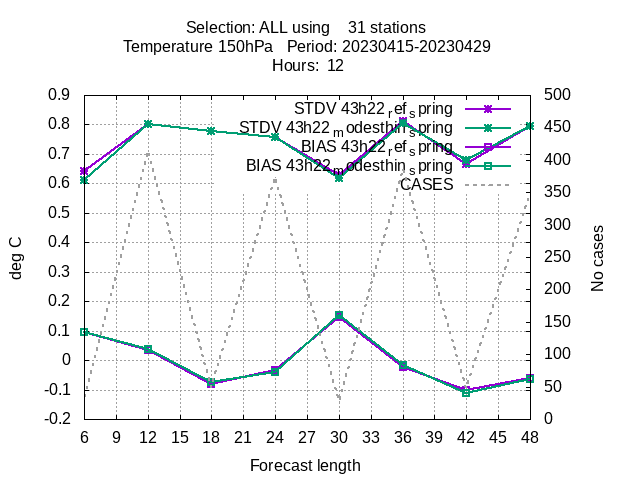 Selection: ALL using    31 stations
Temperature 150hPa   Period: 20230415-20230429
Hours:  12
STDV 43h22_ref_spring
STDV 43h22_modesthin_spring
BIAS 43h22_ref_spring
BIAS 43h22_modesthin_spring
CASES
0.9
0.8
0.7
0.6
0.5
0.4
0.3
0.2
0.1
0
-0.1
-0.2
deg C
500
450
400
350
300
250
200
150
100
50
0
No cases
6 9 12 15 18 21 24 27 30 33 36 39 42 45 48
Forecast length